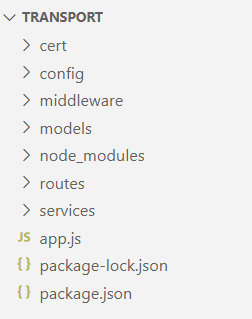 TRANSPORT
cert
config
middleware
models
node_modules
routes
services
JS app.js
{ } package-lock.json
{ } package.json